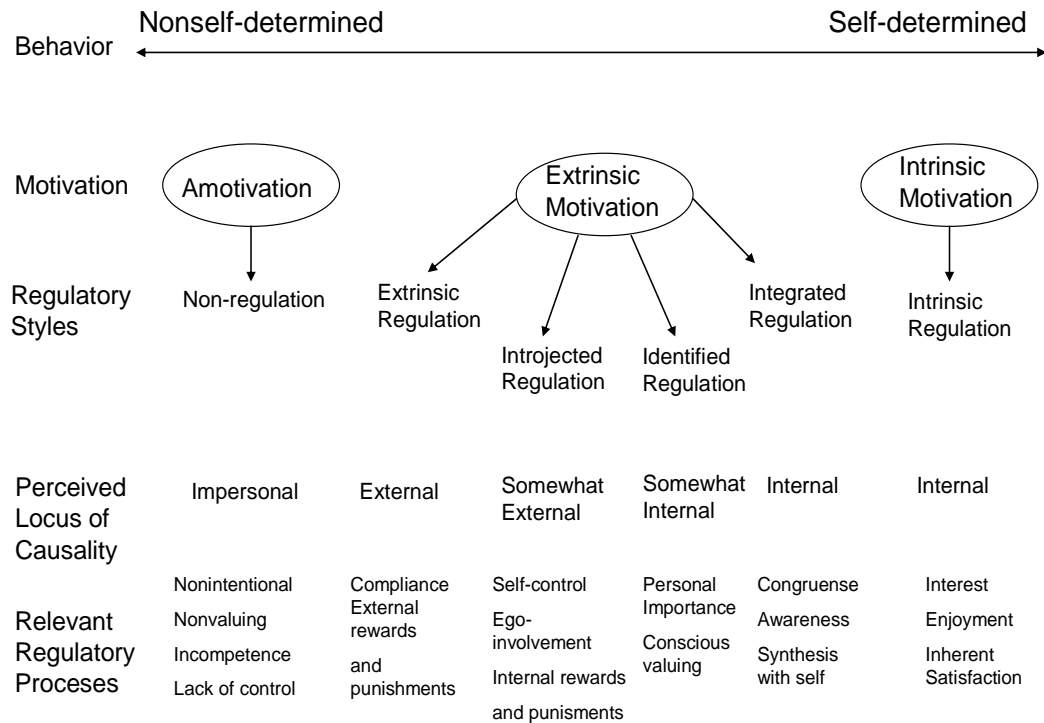 Nonself-determined
Self-determined
Behavior
Motivation
Amotivation
Extrinsic
Motivation
Intrinsic
Motivation
Regulatory
Styles
Non-regulation
Extrinsic
Regulation
Introjected
Regulation
Identified
Regulation
Integrated
Regulation
Intrinsic
Regulation
Perceived
Locus of
Causality
Impersonal
External
Somewhat
External
Somewhat
Internal
Internal
Internal
Relevant
Regulatory
Proceses
Nonintentional
Nonvaluing
Incompetence
Lack of control
Compliance
External
rewards
and
punishments
Self-control
Ego-
involvement
Internal rewards
and punisments
Personal
Importance
Conscious
valuing
Congruense
Awareness
Synthesis
with self
Interest
Enjoyment
Inherent
Satisfaction